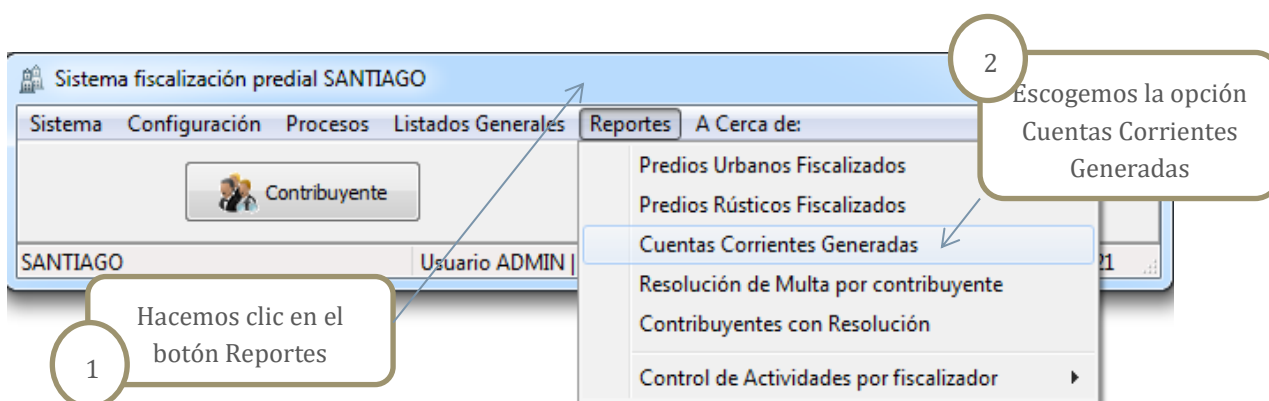 Sistema fiscalización predial SANTIAGO
Sistema Configuración Procesos Listados Generales Reportes A Cerca de:
Contribuyente
SANTIAGO Usuario ADMIN |
21
Predios Urbanos Fiscalizados
Predios Rústicos Fiscalizados
Cuentas Corrientes Generadas
Resolución de Multa por contribuyente
Contribuyentes con Resolución
Control de Actividades por fiscalizador
1
Hacemos clic en el
botón Reportes
2
Escogemos la opción
Cuentas Corrientes
Generadas